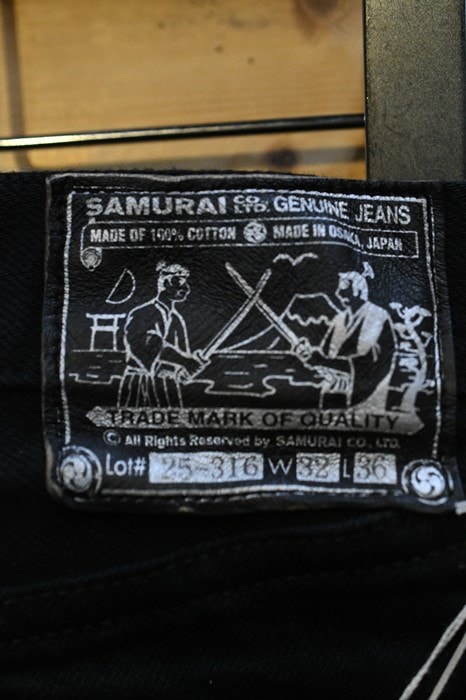 SAMURAI CO. LTD. GENUINE JEANS
MADE OF 100% COTTON MADE IN OSAKA, JAPAN
TRADE MARK OF QUALITY
© All Rights Reserved by SAMURAI CO., LTD.
Lot# 25-316 W 32 L 36